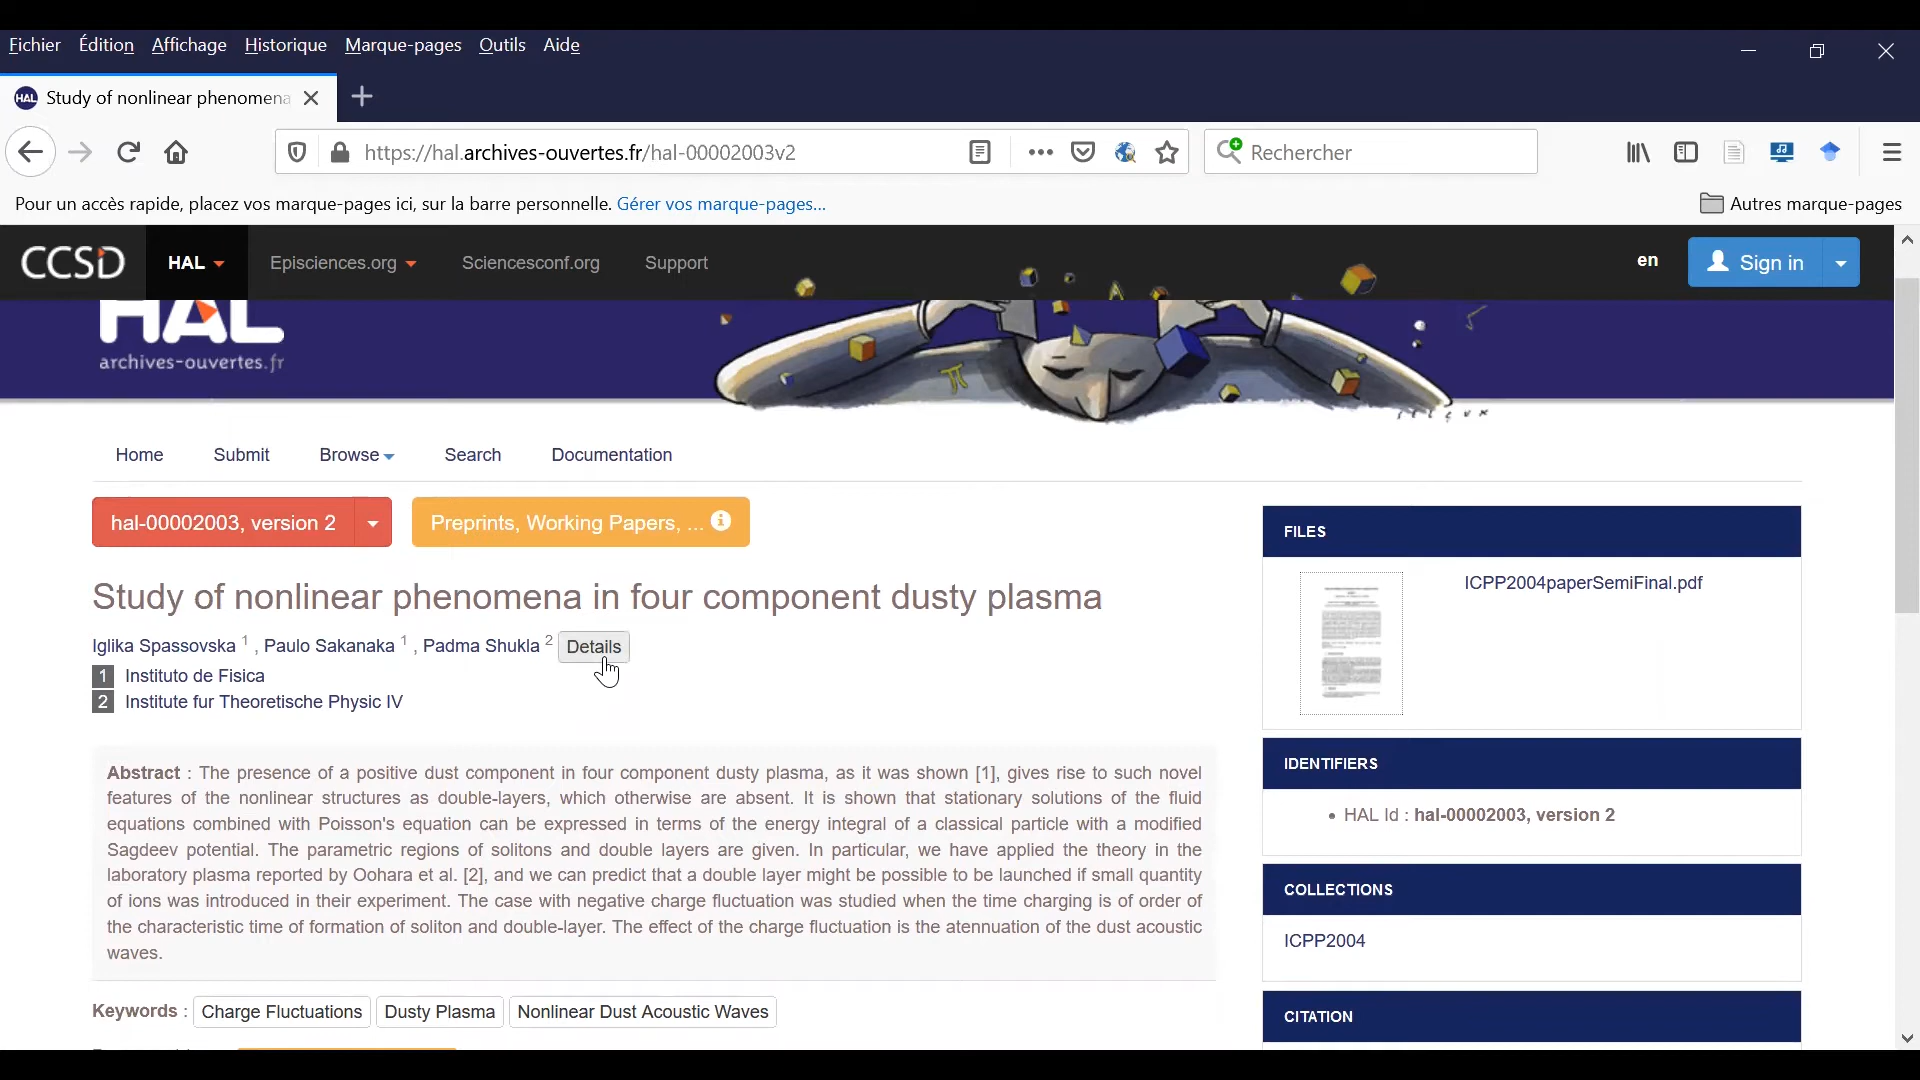 Fichier Édition Affichage Historique Marque-pages Outils Aide
HAL Study of nonlinear phenomena
https://hal.archives-ouvertes.fr/hal-00002003v2 Rechercher
Pour un accès rapide, placez vos marque-pages ici, sur la barre personnelle. Gérer vos marque-pages... Autres marque-pages
CCSD HAL Episciences.org Sciencesconf.org Support en Sign in
HAL
archives-ouvertes.fr
Home Submit Browse Search Documentation
hal-00002003, version 2 Preprints, Working Papers, ...
FILES
ICPP2004paperSemiFinal.pdf
Study of nonlinear phenomena in four component dusty plasma
Iglika Spassovska 1 , Paulo Sakanaka 1 , Padma Shukla 2 Details
1 Instituto de Fisica
2 Institute fur Theoretische Physic IV
Abstract : The presence of a positive dust component in four component dusty plasma, as it was shown [1], gives rise to such novel
features of the nonlinear structures as double-layers, which otherwise are absent. It is shown that stationary solutions of the fluid
equations combined with Poisson's equation can be expressed in terms of the energy integral of a classical particle with a modified
Sagdeev potential. The parametric regions of solitons and double layers are given. In particular, we have applied the theory in the
laboratory plasma reported by Oohara et al. [2], and we can predict that a double layer might be possible to be launched if small quantity
of ions was introduced in their experiment. The case with negative charge fluctuation was studied when the time charging is of order of
the characteristic time of formation of soliton and double-layer. The effect of the charge fluctuation is the atennuation of the dust acoustic
waves.
Keywords : Charge Fluctuations Dusty Plasma Nonlinear Dust Acoustic Waves
IDENTIFIERS
• HAL Id : hal-00002003, version 2
COLLECTIONS
ICPP2004
CITATION